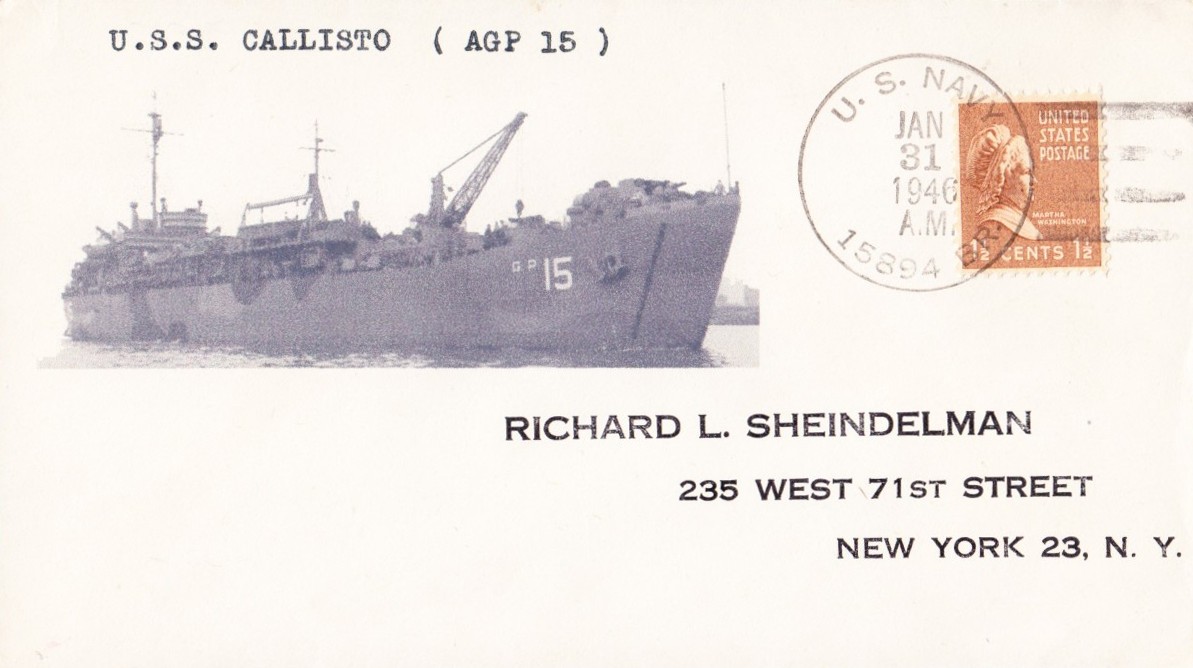 U.S.S. CALLISTO ( AGP 15 )
GP 15
U. S. NAVY
JAN
31
1946
A.M.
15894 BR.
UNITED
STATES
POSTAGE
MARTHA
WASHINGTON
1½ CENTS 1½
RICHARD L. SHEINDELMAN
235 WEST 71ST STREET
NEW YORK 23, N. Y.